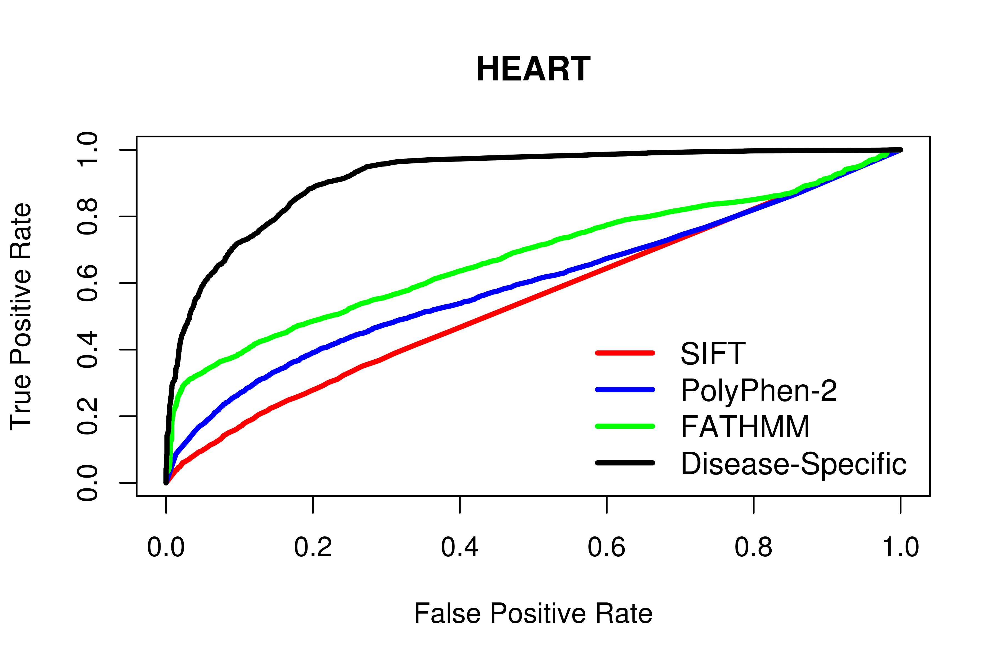 HEART
True Positive Rate
1.0
0.8
0.6
0.4
0.2
0.0
SIFT
PolyPhen-2
FATHMM
Disease-Specific
0.0 0.2 0.4 0.6 0.8 1.0
False Positive Rate